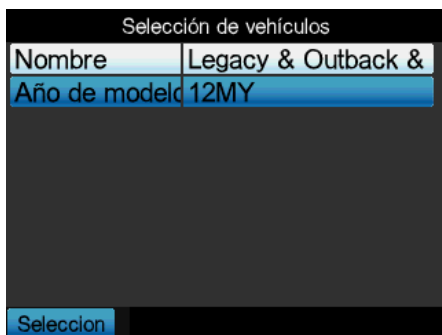 Selección de vehículos
Nombre Legacy & Outback &
Año de modelo 12MY
Seleccion